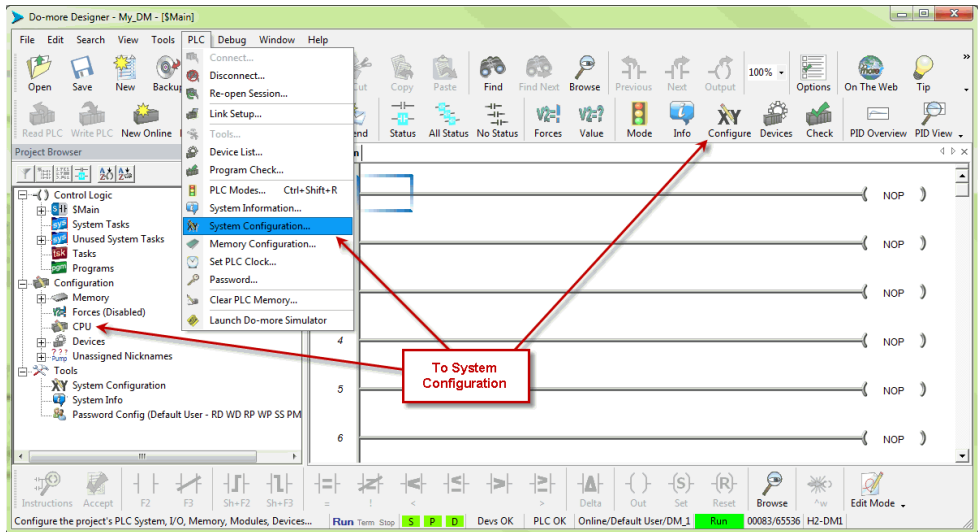 Do-more Designer - My_DM - [$Main]
File Edit Search View Tools PLC Debug Window Help
Open Save New Backup Cut Copy Paste Find Find Next Browse Previous Next Output 100% Options On The Web Tip
Read PLC Write PLC New Online Status All Status No Status Forces Value Mode Info Configure Devices Check PID Overview PID View
Connect...
Disconnect...
Re-open Session...
Link Setup...
Tools...
Device List...
Program Check...
PLC Modes... Ctrl+Shift+R
System Information...
System Configuration...
Memory Configuration...
Set PLC Clock...
Password...
Clear PLC Memory...
Launch Do-more Simulator
Project Browser
Control Logic
$Main
System Tasks
Unused System Tasks
Tasks
Programs
Configuration
Memory
Forces (Disabled)
CPU
Devices
Unassigned Nicknames
Tools
System Configuration
System Info
Password Config (Default User - RD WD RP WP SS PM
NOP
NOP
NOP
4 NOP
5 NOP
6 NOP
To System
Configuration
Instructions Accept F2 F3 Sh+F2 Sh+F3 = ! < ≤ > ≥ Delta Out Set Reset Browse ^w Edit Mode
Configure the project's PLC System, I/O, Memory, Modules, Devices... Run Term Stop S P D Devs OK PLC OK Online/Default User/DM_1 Run 00083/65536 H2-DM1